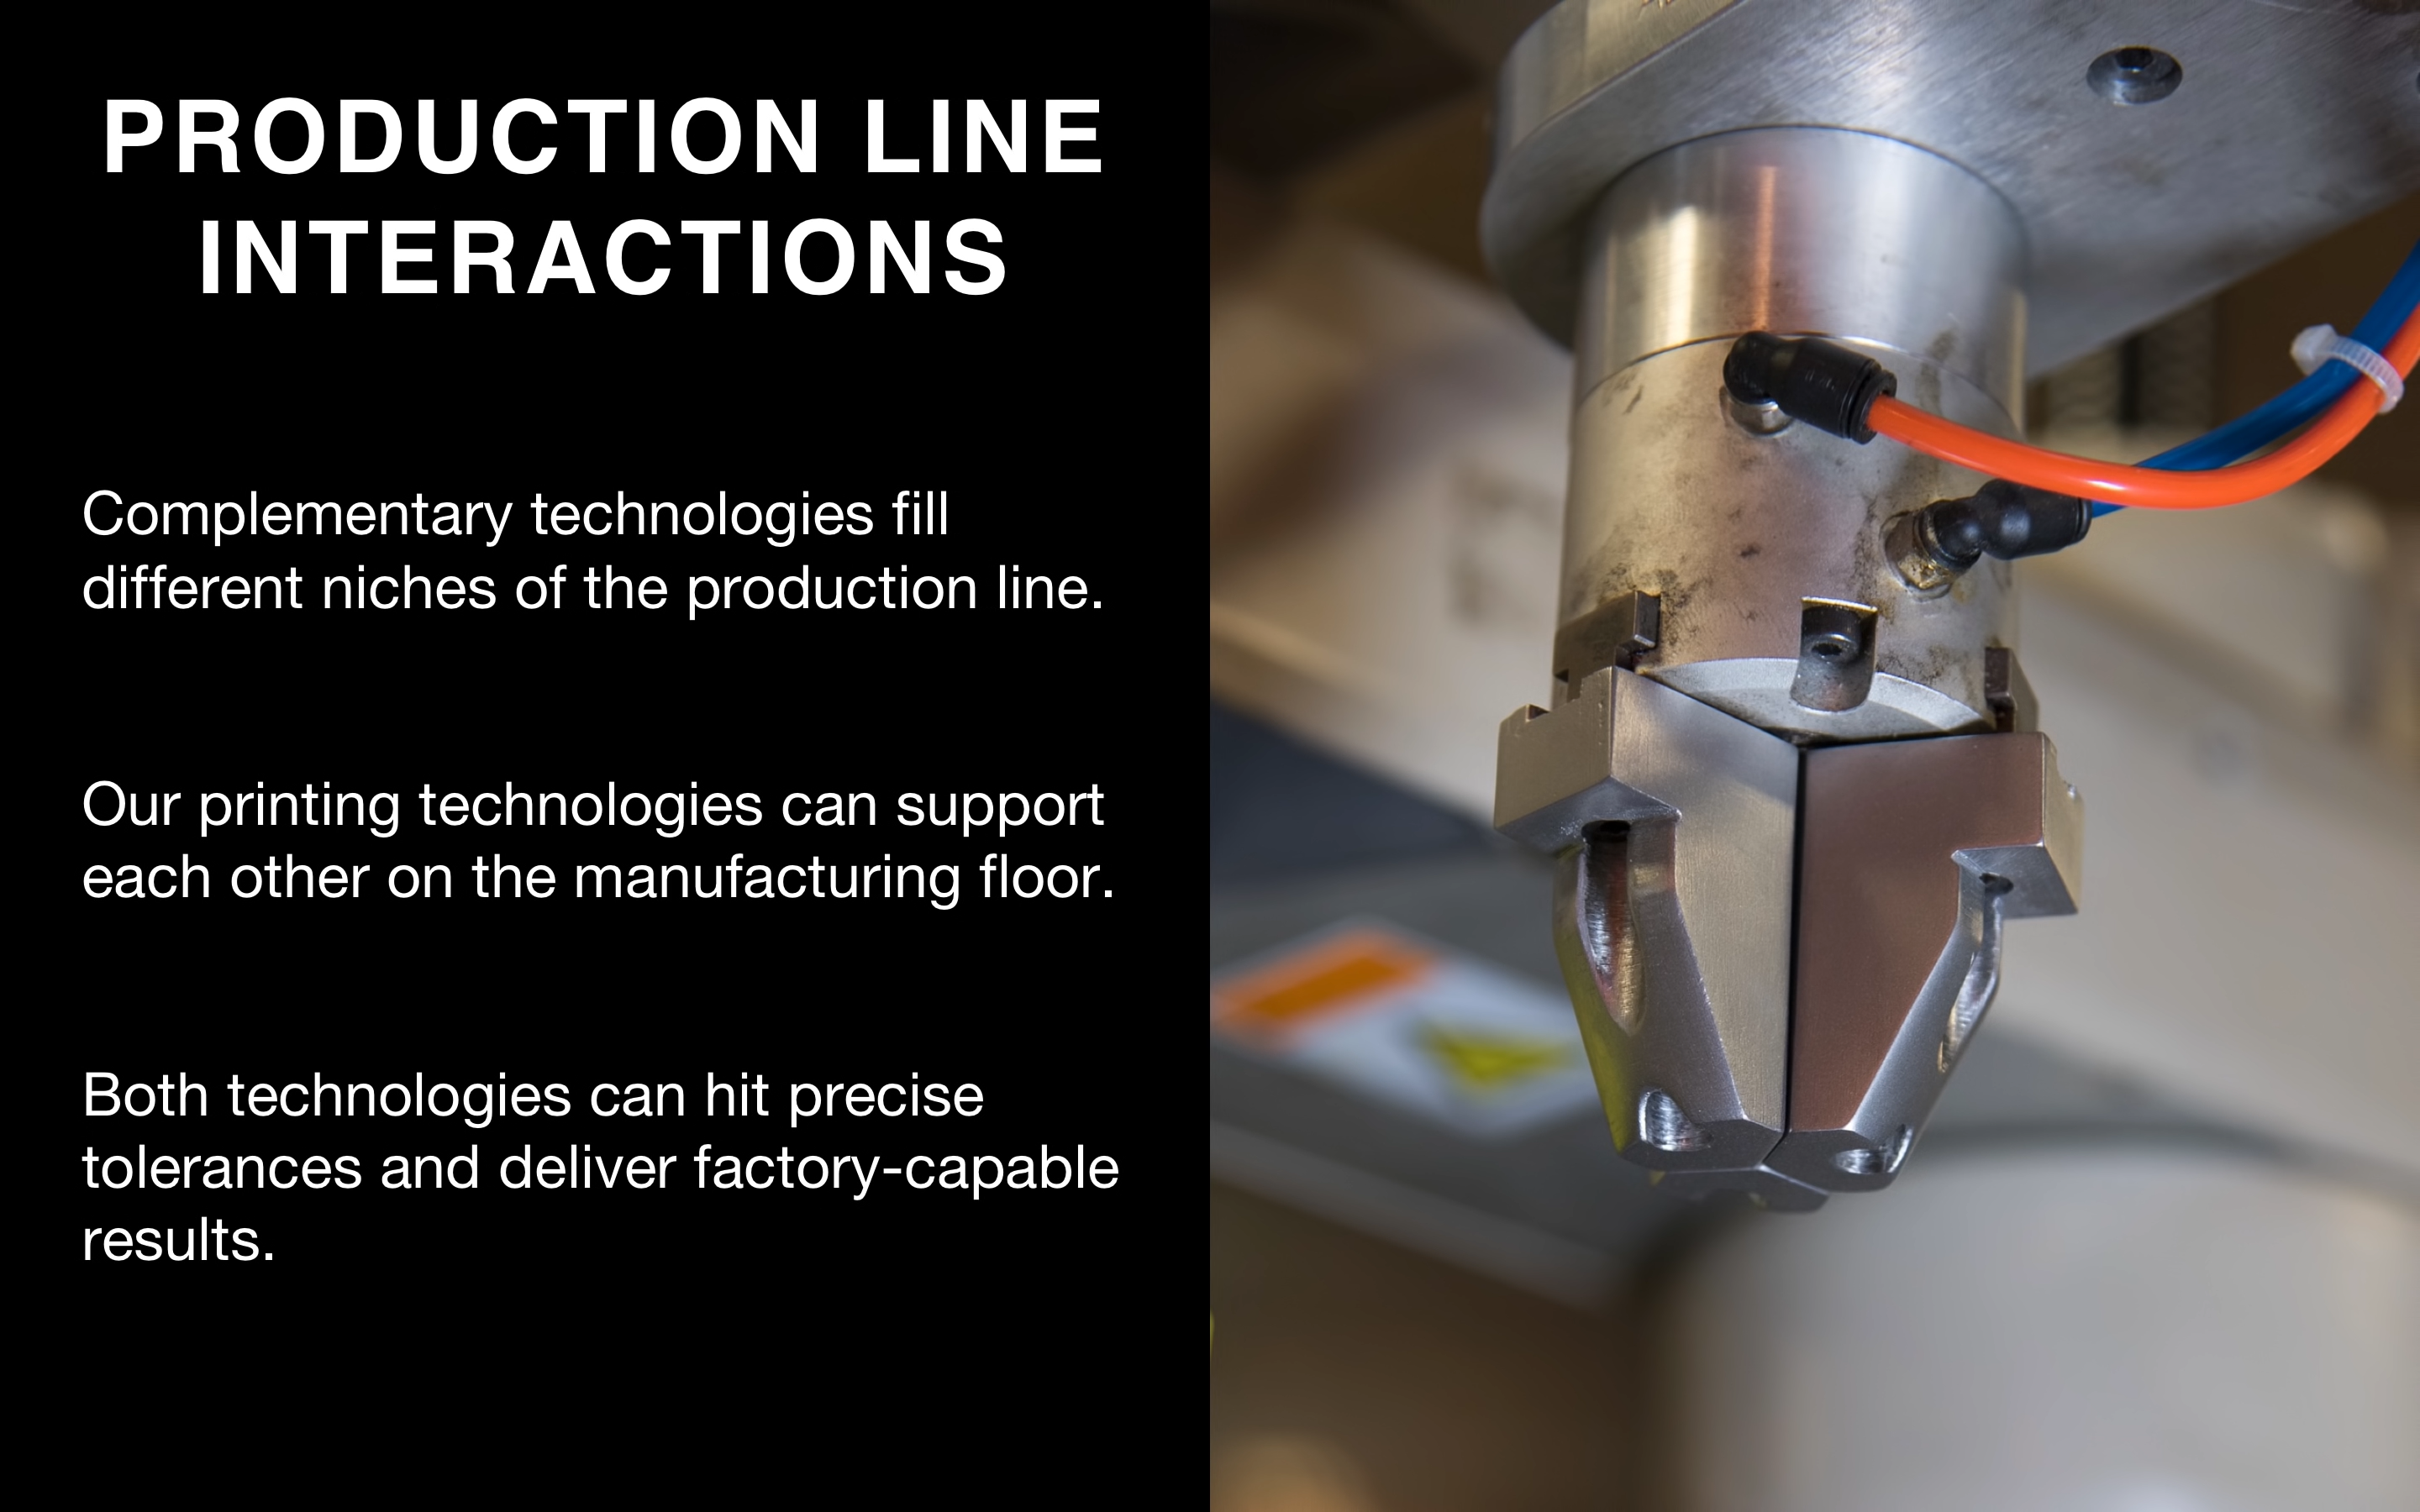 PRODUCTION LINE
INTERACTIONS
Complementary technologies fill
different niches of the production line.
Our printing technologies can support
each other on the manufacturing floor.
Both technologies can hit precise
tolerances and deliver factory-capable
results.